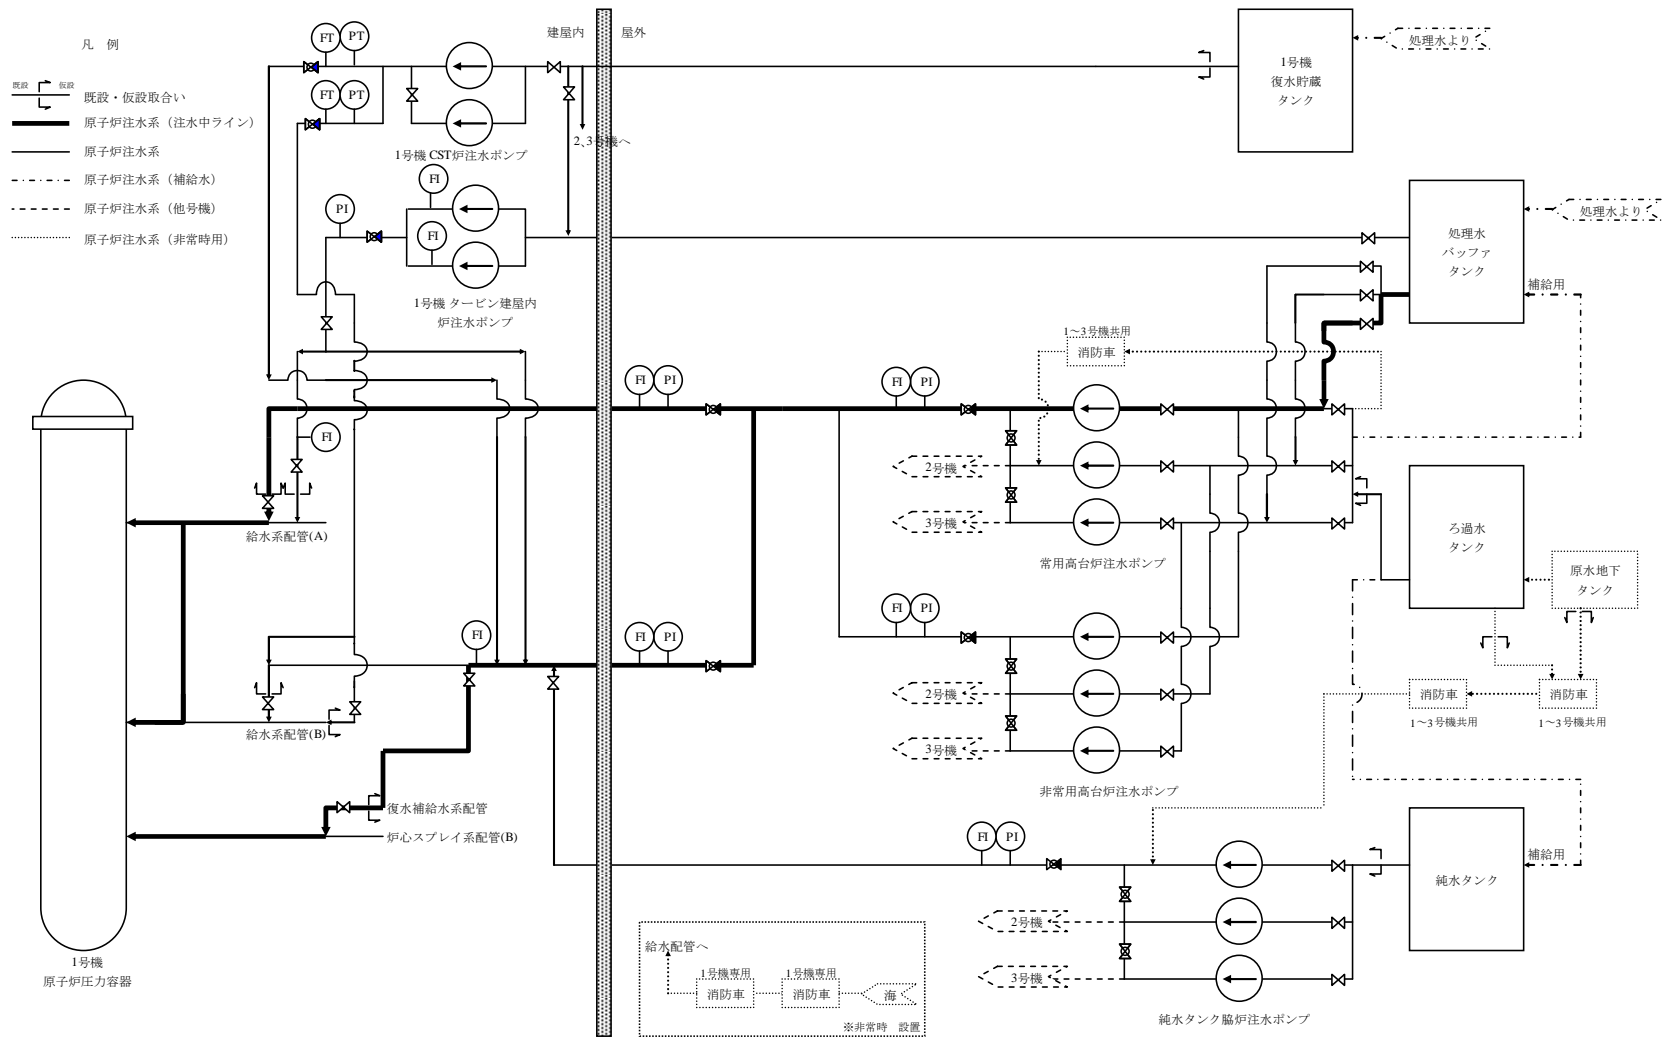 凡 例
既設 仮設
既設・仮設取合い
原子炉注水系（注水中ライン）
原子炉注水系
原子炉注水系（補給水）
原子炉注水系（他号機）
原子炉注水系（非常時用）
建屋内 屋外
FT PT
FT PT
2、3号機へ
1号機 CST炉注水ポンプ
FI
PI
FI
1号機 タービン建屋内
炉注水ポンプ
1号機
復水貯蔵
タンク
処理水より
処理水
バッファ
タンク
処理水より
補給用
1～3号機共用
消防車
FI PI
FI PI
FI
2号機
3号機
常用高台炉注水ポンプ
ろ過水
タンク
原水地下
タンク
給水系配管(A)
FI
FI PI
FI PI
2号機
3号機
非常用高台炉注水ポンプ
消防車
1～3号機共用
消防車
1～3号機共用
給水系配管(B)
復水補給水系配管
炉心スプレイ系配管(B)
FI PI
補給用
純水タンク
2号機
3号機
純水タンク脇炉注水ポンプ
1号機
原子炉圧力容器
給水配管へ
1号機専用
消防車
1号機専用
消防車
海
※非常時 設置